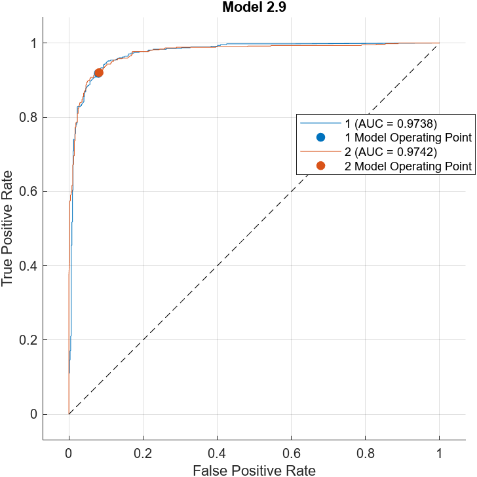 Model 2.9
True Positive Rate
1
0.8
0.6
0.4
0.2
0
1 (AUC = 0.9738)
1 Model Operating Point
2 (AUC = 0.9742)
2 Model Operating Point
0 0.2 0.4 0.6 0.8 1
False Positive Rate